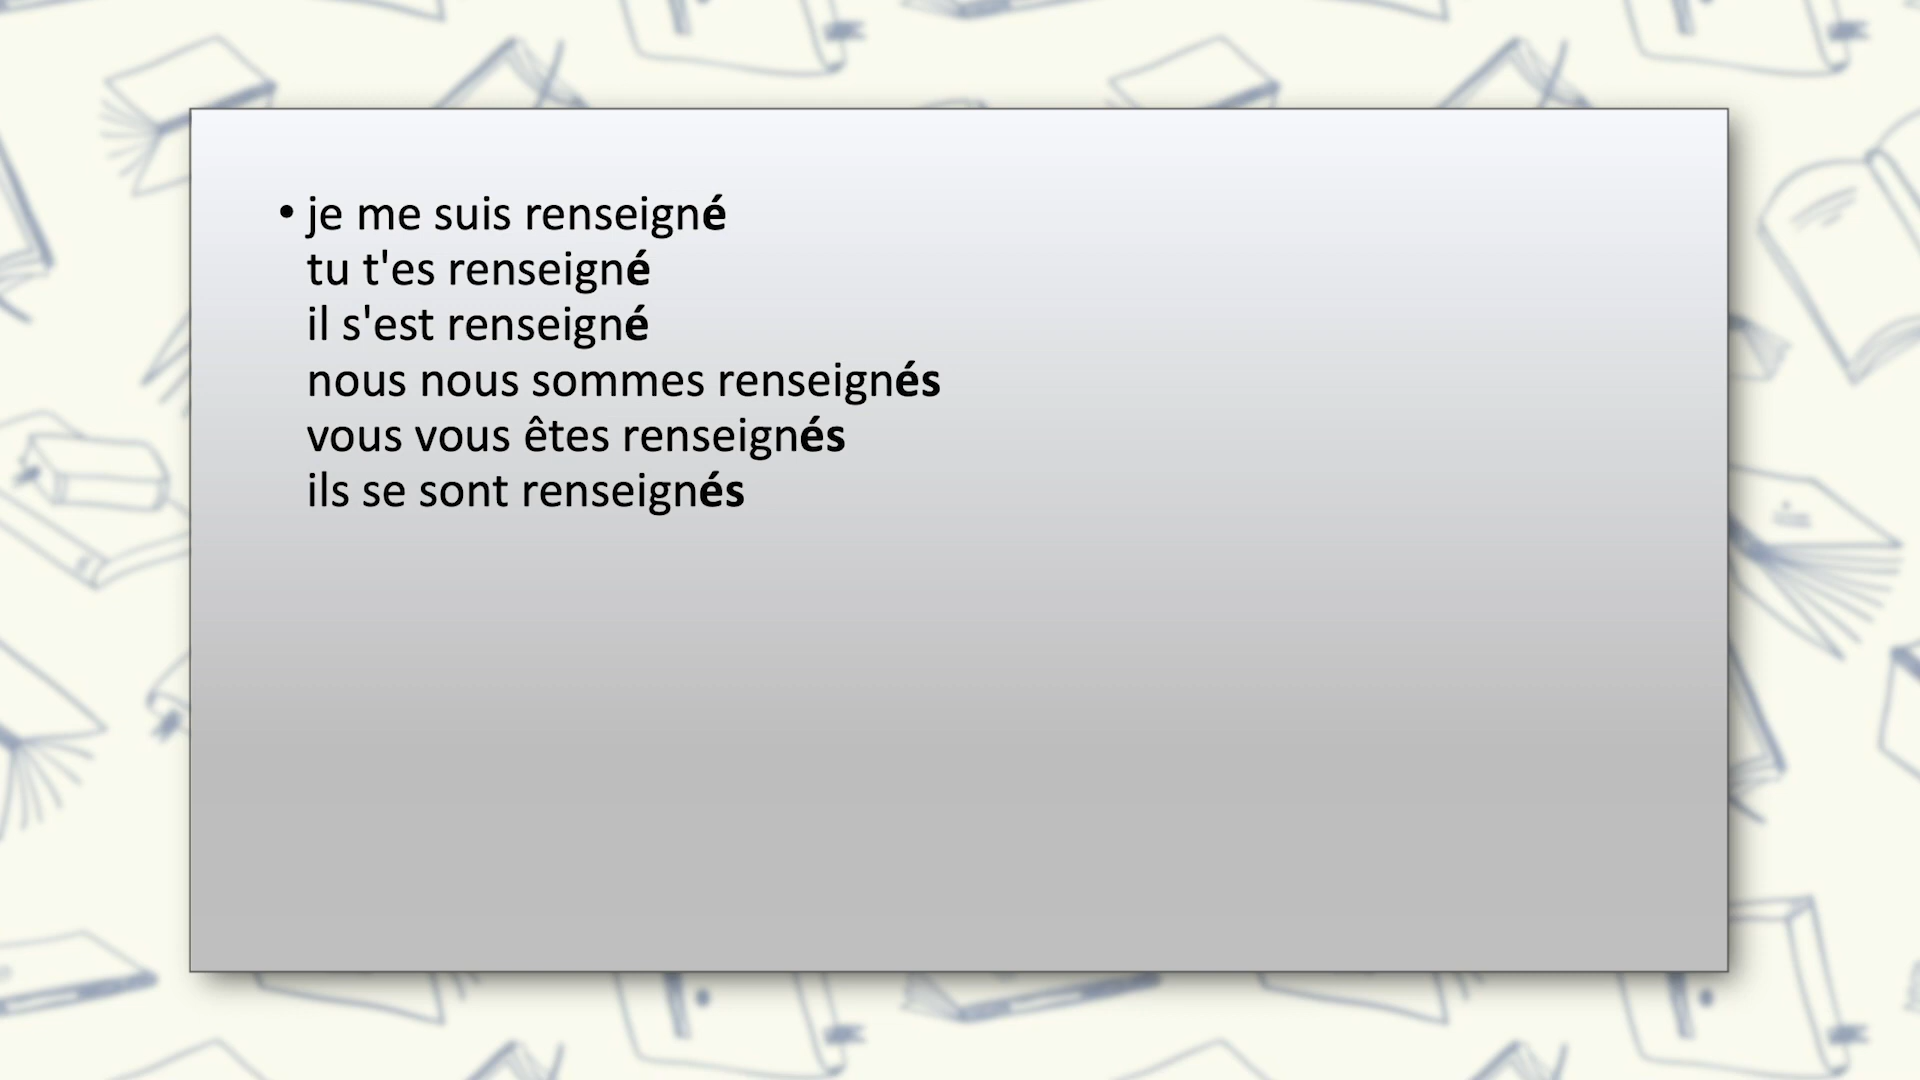 • je me suis renseigné
tu t'es renseigné
il s'est renseigné
nous nous sommes renseignés
vous vous êtes renseignés
ils se sont renseignés